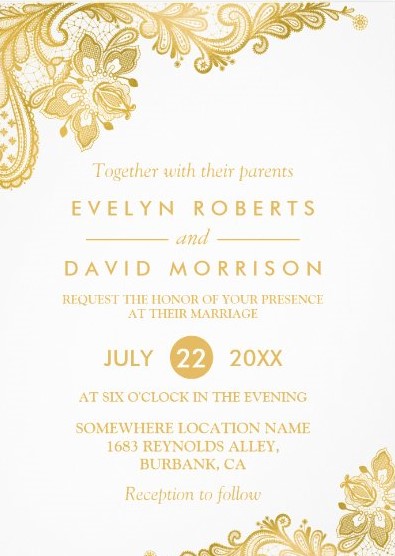 Together with their parents
EVELYN ROBERTS
and
DAVID MORRISON
REQUEST THE HONOR OF YOUR PRESENCE
AT THEIR MARRIAGE
JULY 22 20XX
AT SIX O'CLOCK IN THE EVENING
SOMEWHERE LOCATION NAME
1683 REYNOLDS ALLEY,
BURBANK, CA
Reception to follow